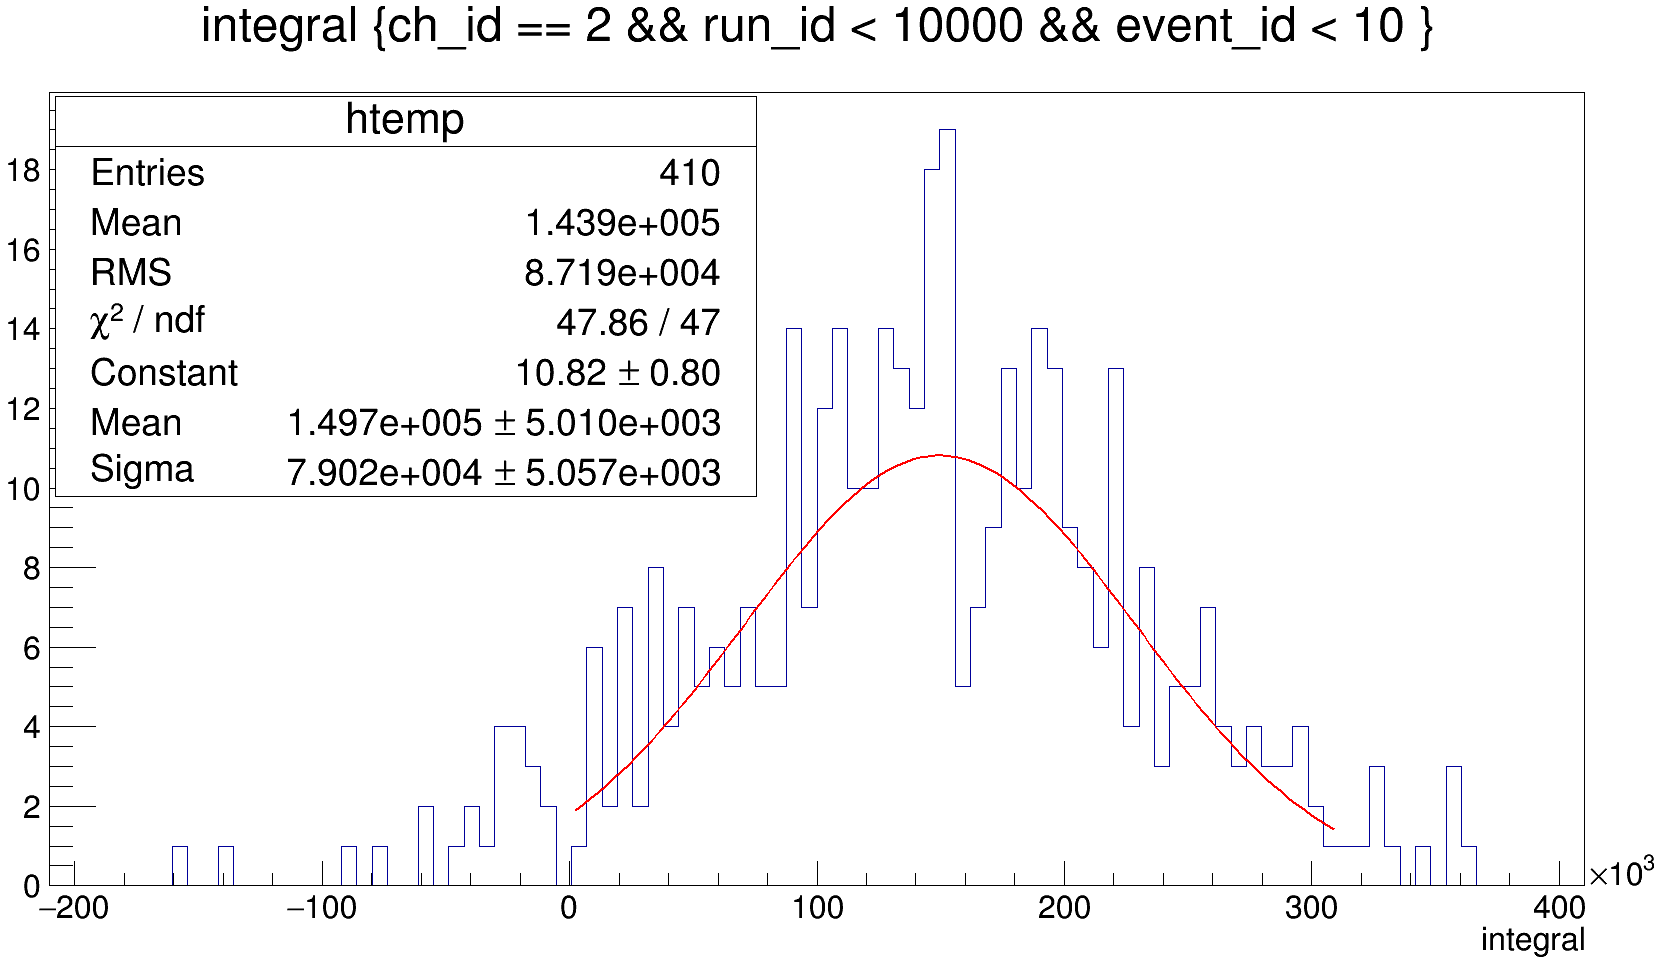 integral {ch_id == 2 && run_id < 10000 && event_id < 10 }
htemp
Entries 410
Mean 1.439e+005
RMS 8.719e+004
χ² / ndf 47.86 / 47
Constant 10.82 ± 0.80
Mean 1.497e+005 ± 5.010e+003
Sigma 7.902e+004 ± 5.057e+003
18
16
14
12
10
8
6
4
2
0
−200 −100 0 100 200 300 400 ×10³
integral